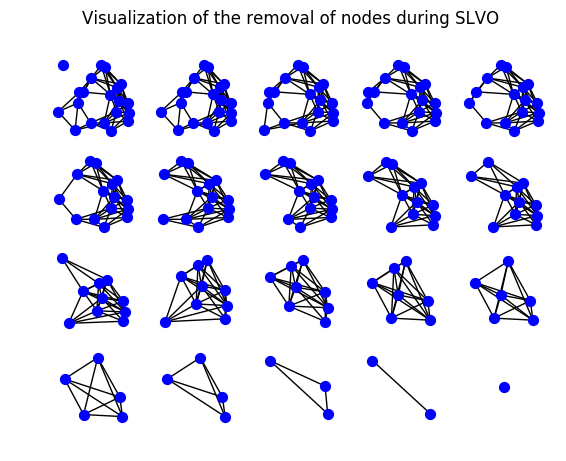 Visualization of the removal of nodes during SLVO